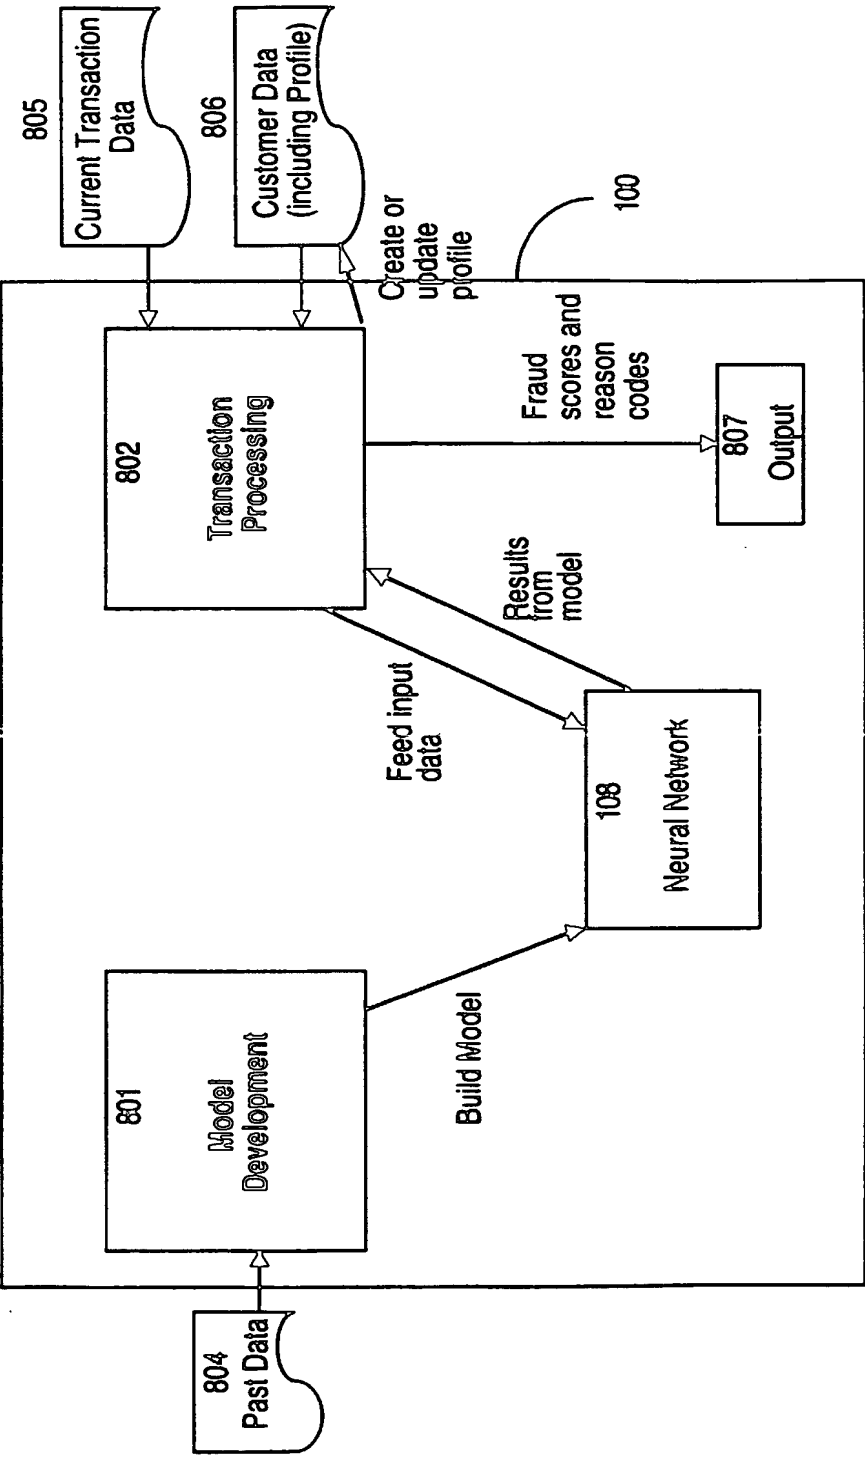 804
Past Data
801
Model
Development
Build Model
108
Neural Network
Feed input
data
Results
from
model
802
Transaction
Processing
Fraud
scores and
reason
codes
807
Output
Create or
update
profile
805
Current Transaction
Data
806
Customer Data
(including Profile)
100